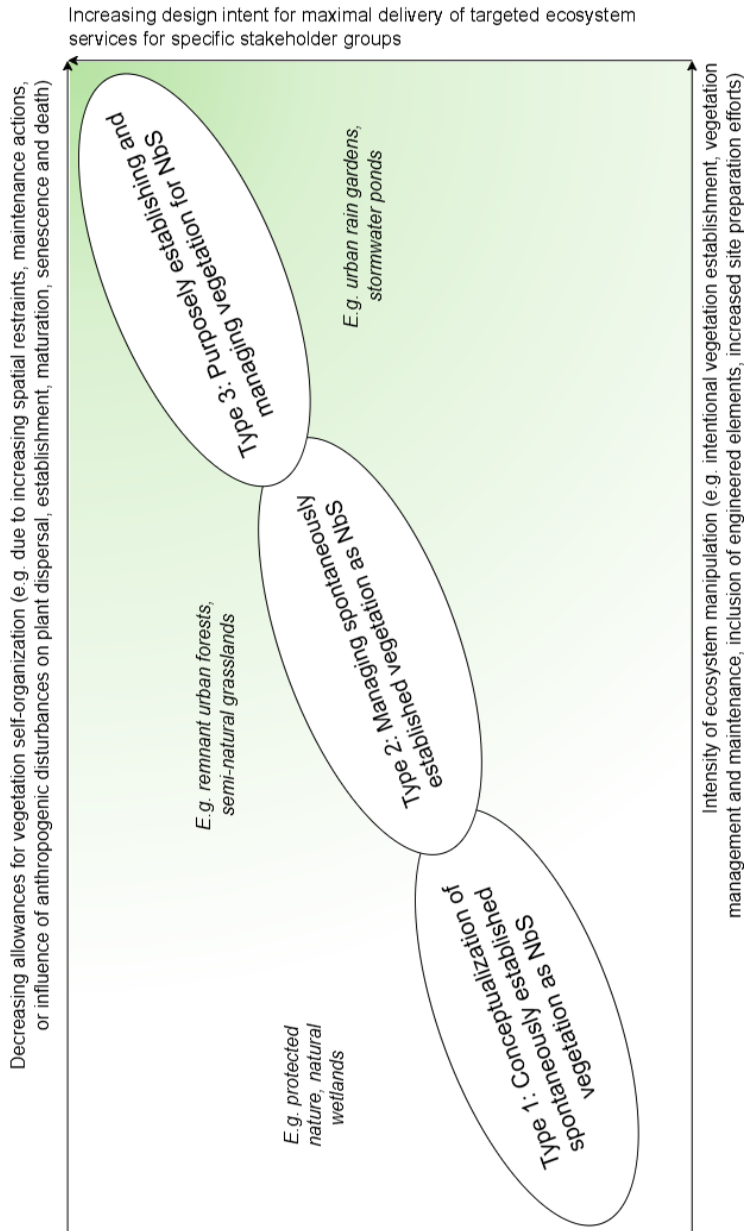 Increasing design intent for maximal delivery of targeted ecosystem
services for specific stakeholder groups
Decreasing allowances for vegetation self-organization (e.g. due to increasing spatial restraints, maintenance actions,
or influence of anthropogenic disturbances on plant dispersal, establishment, maturation, senescence and death)
Type 3: Purposely establishing and
managing vegetation for NbS
E.g. urban rain gardens,
stormwater ponds
Type 2: Managing spontaneously
established vegetation as NbS
E.g. remnant urban forests,
semi-natural grasslands
Type 1: Conceptualization of
spontaneously established
vegetation as NbS
E.g. protected
nature, natural
wetlands
Intensity of ecosystem manipulation (e.g. intentional vegetation establishment, vegetation
management and maintenance, inclusion of engineered elements, increased site preparation efforts)